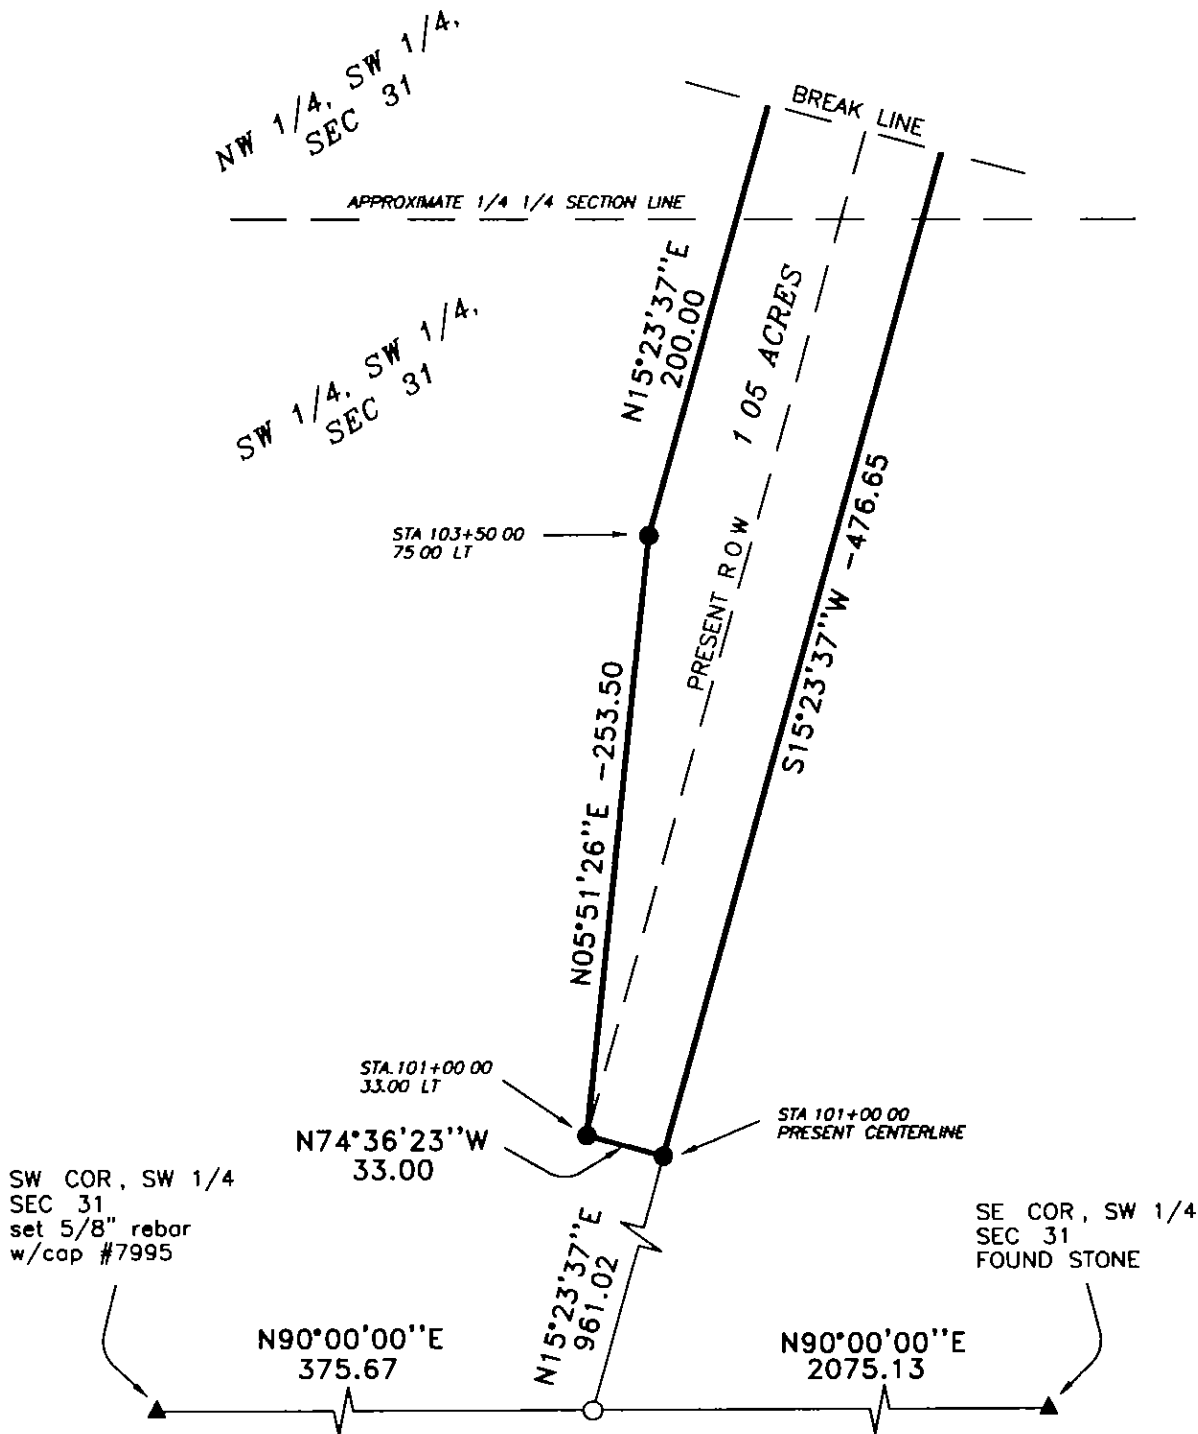 NW 1/4, SW 1/4,
SEC 31
BREAK LINE
APPROXIMATE 1/4 1/4 SECTION LINE
N15°23'37''E
200.00
1 05 ACRES
SW 1/4, SW 1/4,
SEC 31
STA 103+50 00
75 00 LT
PRESENT ROW
S15°23'37''W -476.65
N05°51'26''E -253.50
STA.101+00 00
33.00 LT
N74°36'23''W
33.00
STA 101+00 00
PRESENT CENTERLINE
SW COR, SW 1/4
SEC 31
set 5/8" rebar
w/cap #7995
SE COR, SW 1/4
SEC 31
FOUND STONE
N15°23'37''E
961.02
N90°00'00''E
375.67
N90°00'00''E
2075.13